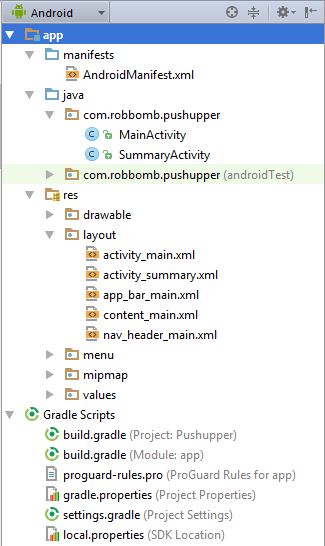 Android
app
manifests
AndroidManifest.xml
java
com.robbomb.pushupper
MainActivity
SummaryActivity
com.robbomb.pushupper (androidTest)
res
drawable
layout
activity_main.xml
activity_summary.xml
app_bar_main.xml
content_main.xml
nav_header_main.xml
menu
mipmap
values
Gradle Scripts
build.gradle (Project: Pushupper)
build.gradle (Module: app)
proguard-rules.pro (ProGuard Rules for app)
gradle.properties (Project Properties)
settings.gradle (Project Settings)
local.properties (SDK Location)